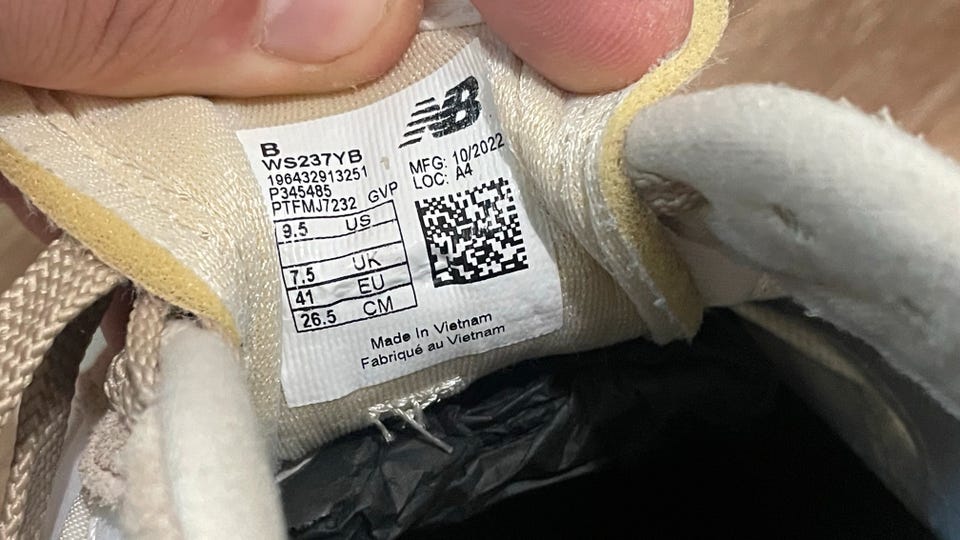 B
WS237YB
196432913251
P345485
PTFMJ7232 GVP
NB
MFG: 10/2022
LOC: A4
9.5 US
7.5 UK
41 EU
26.5 CM
Made In Vietnam
Fabriqué au Vietnam